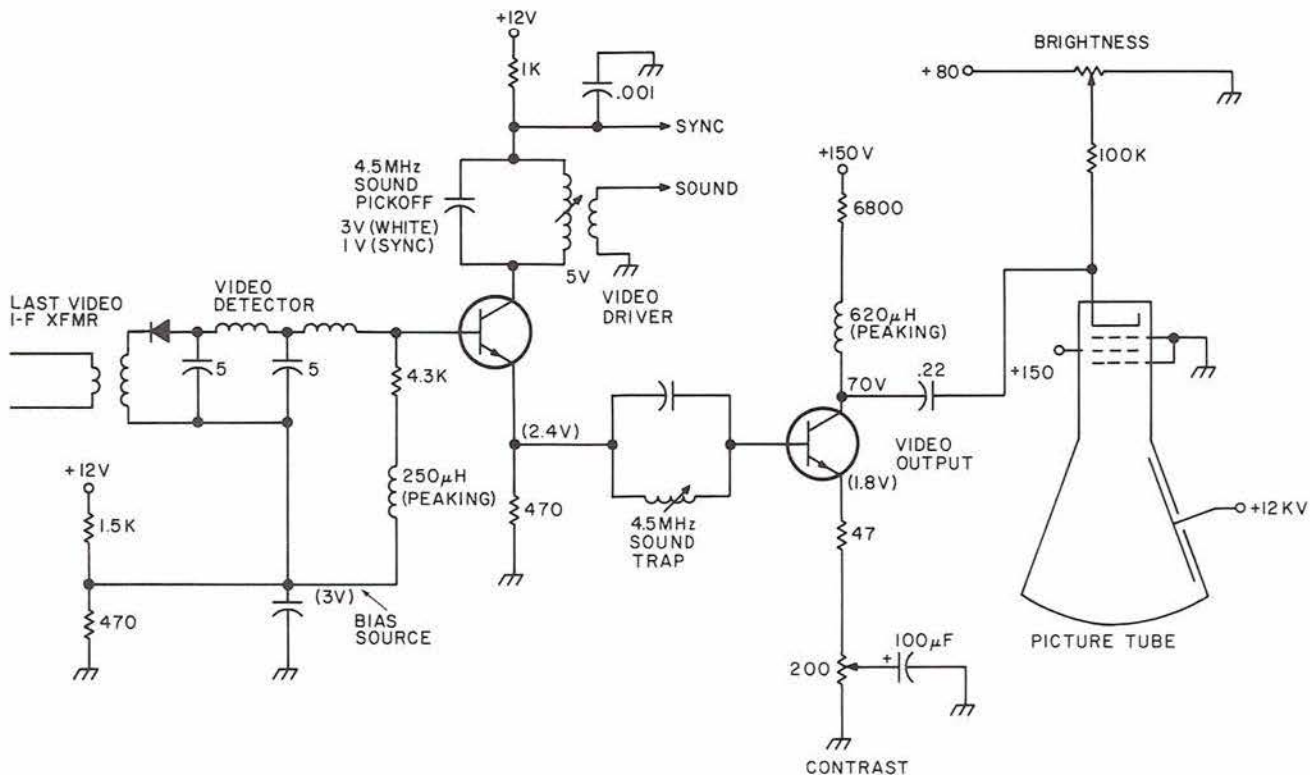 +12V
1K
.001
SYNC
4.5MHz
SOUND
PICKOFF
3V (WHITE)
1V (SYNC)
SOUND
5V
VIDEO
DRIVER
BRIGHTNESS
+80
100K
+150V
6800
620μH
(PEAKING)
70V
.22
+150
LAST VIDEO
I-F XFMR
VIDEO
DETECTOR
5
5
4.3K
250μH
(PEAKING)
(2.4V)
470
4.5MHz
SOUND
TRAP
VIDEO
OUTPUT
(1.8V)
47
+12KV
+12V
1.5K
470
(3V)
BIAS
SOURCE
200
+
100μF
CONTRAST
PICTURE TUBE